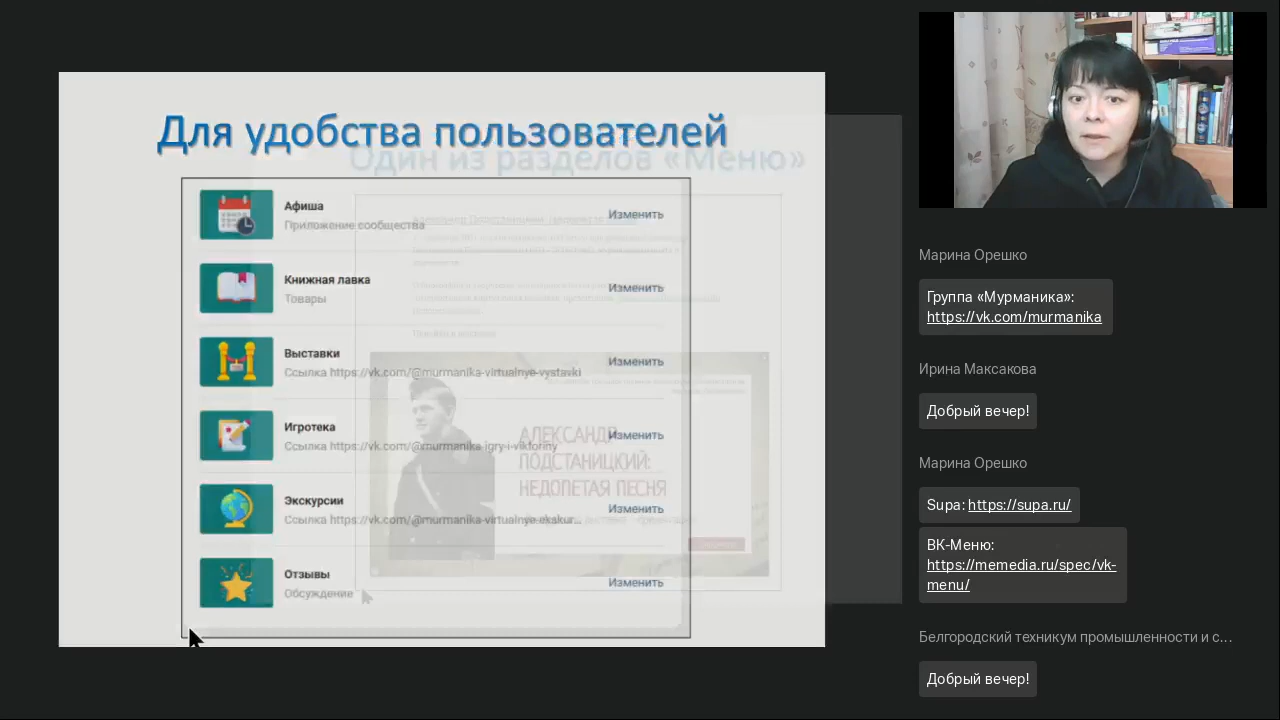 Для удобства пользователей
Один из разделов «Меню»
Афиша
Приложение сообщества
Изменить
Книжная лавка
Товары
Изменить
Выставки
Ссылка https://vk.com/@murmanika-virtualnye-vystavki
Изменить
Игротека
Ссылка https://vk.com/@murmanika-igry-i-viktoriny
Изменить
Экскурсии
Ссылка https://vk.com/@murmanika-virtualnye-ekskur...
Изменить
Отзывы
Обсуждение
Изменить
АЛЕКСАНДР
ПОДСТАНИЦКИЙ:
НЕДОПЕТАЯ ПЕСНЯ
Марина Орешко
Группа «Мурманика»:
https://vk.com/murmanika
Ирина Максакова
Добрый вечер!
Марина Орешко
Supa: https://supa.ru/
ВК-Меню:
https://memedia.ru/spec/vk-
menu/
Белгородский техникум промышленности и с...
Добрый вечер!